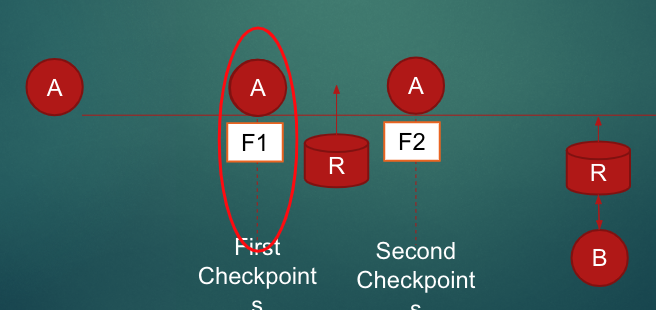 A
A
A
F1
F2
R
R
B
First
Checkpoint
s
Second
Checkpoint
s